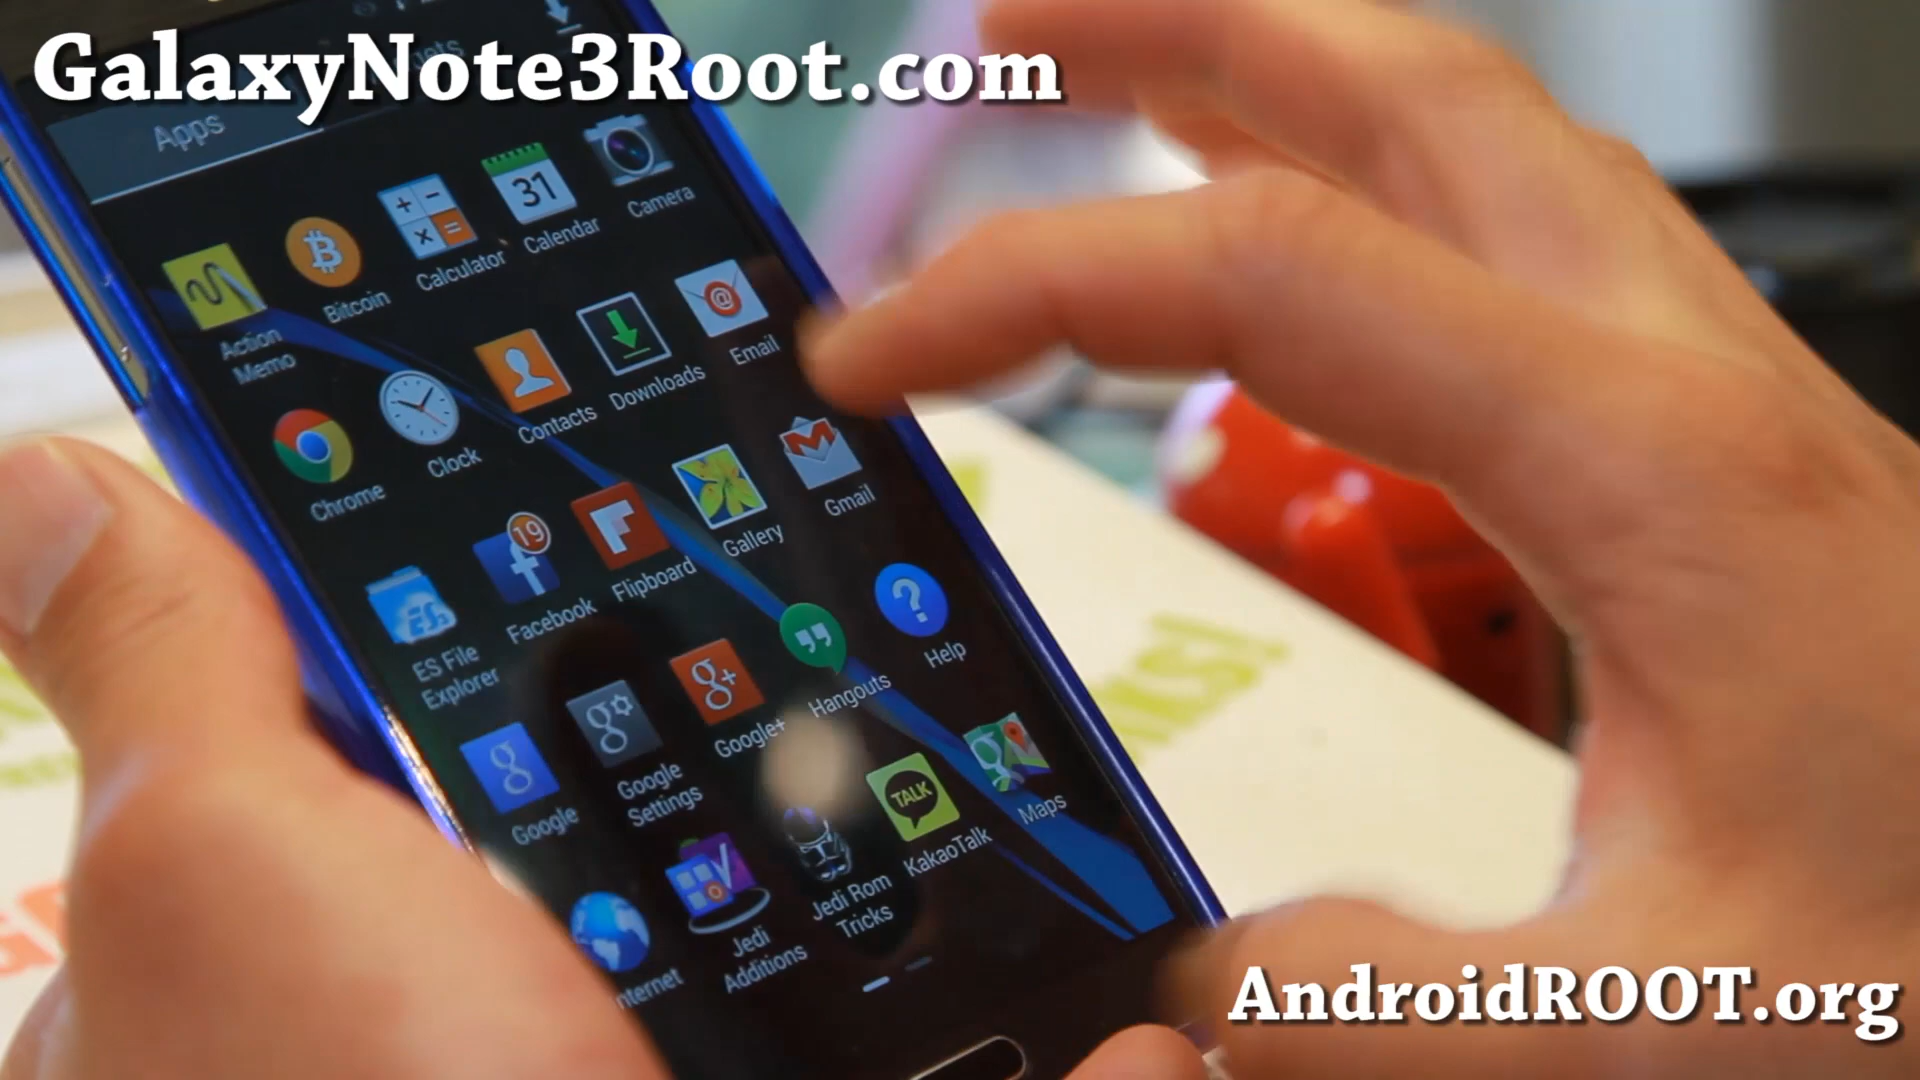 GalaxyNote3Root.com
Apps
Action
Memo
Bitcoin
Calculator
31
Calendar
Camera
Chrome
Clock
Contacts
Downloads
@
Email
ES File
Explorer
19
Facebook
Flipboard
Gallery
Gmail
Google
Google
Settings
Google+
Hangouts
?
Help
Jedi
Additions
Jedi Rom
Tricks
TALK
KakaoTalk
Maps
AndroidROOT.org